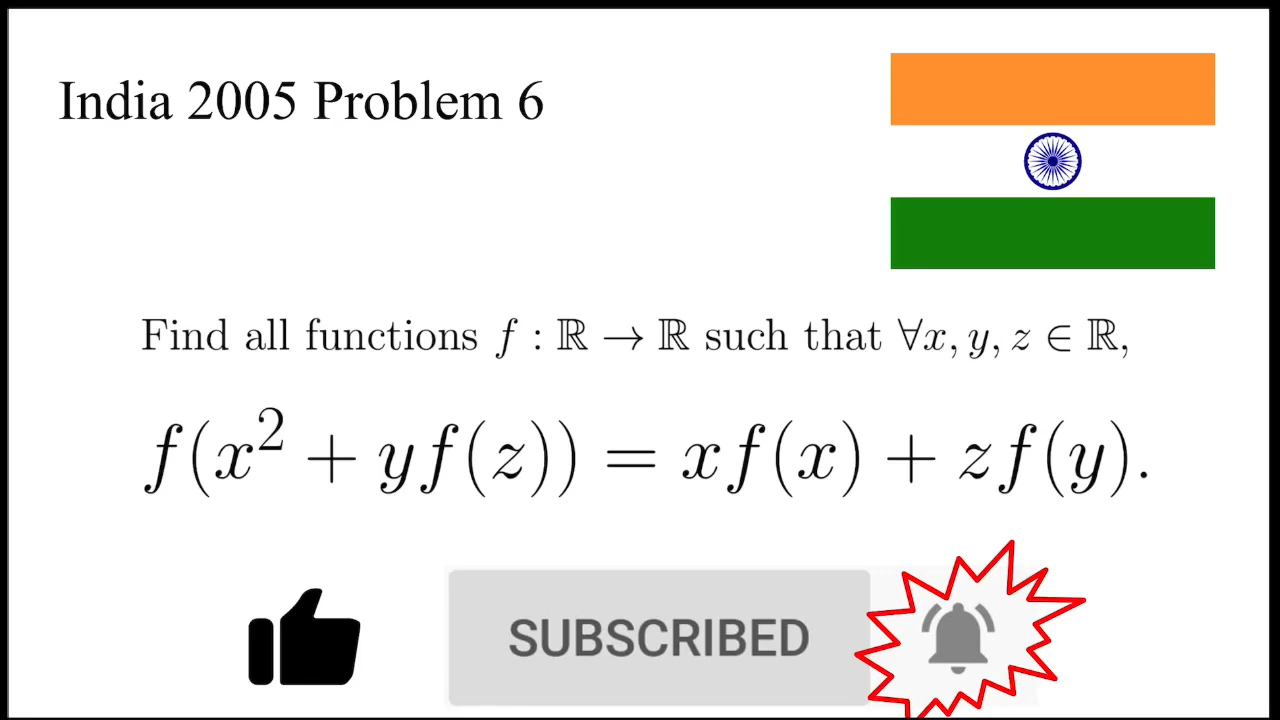 India 2005 Problem 6
Find all functions f : ℝ → ℝ such that ∀x, y, z ∈ ℝ,
f(x² + yf(z)) = xf(x) + zf(y).
SUBSCRIBED